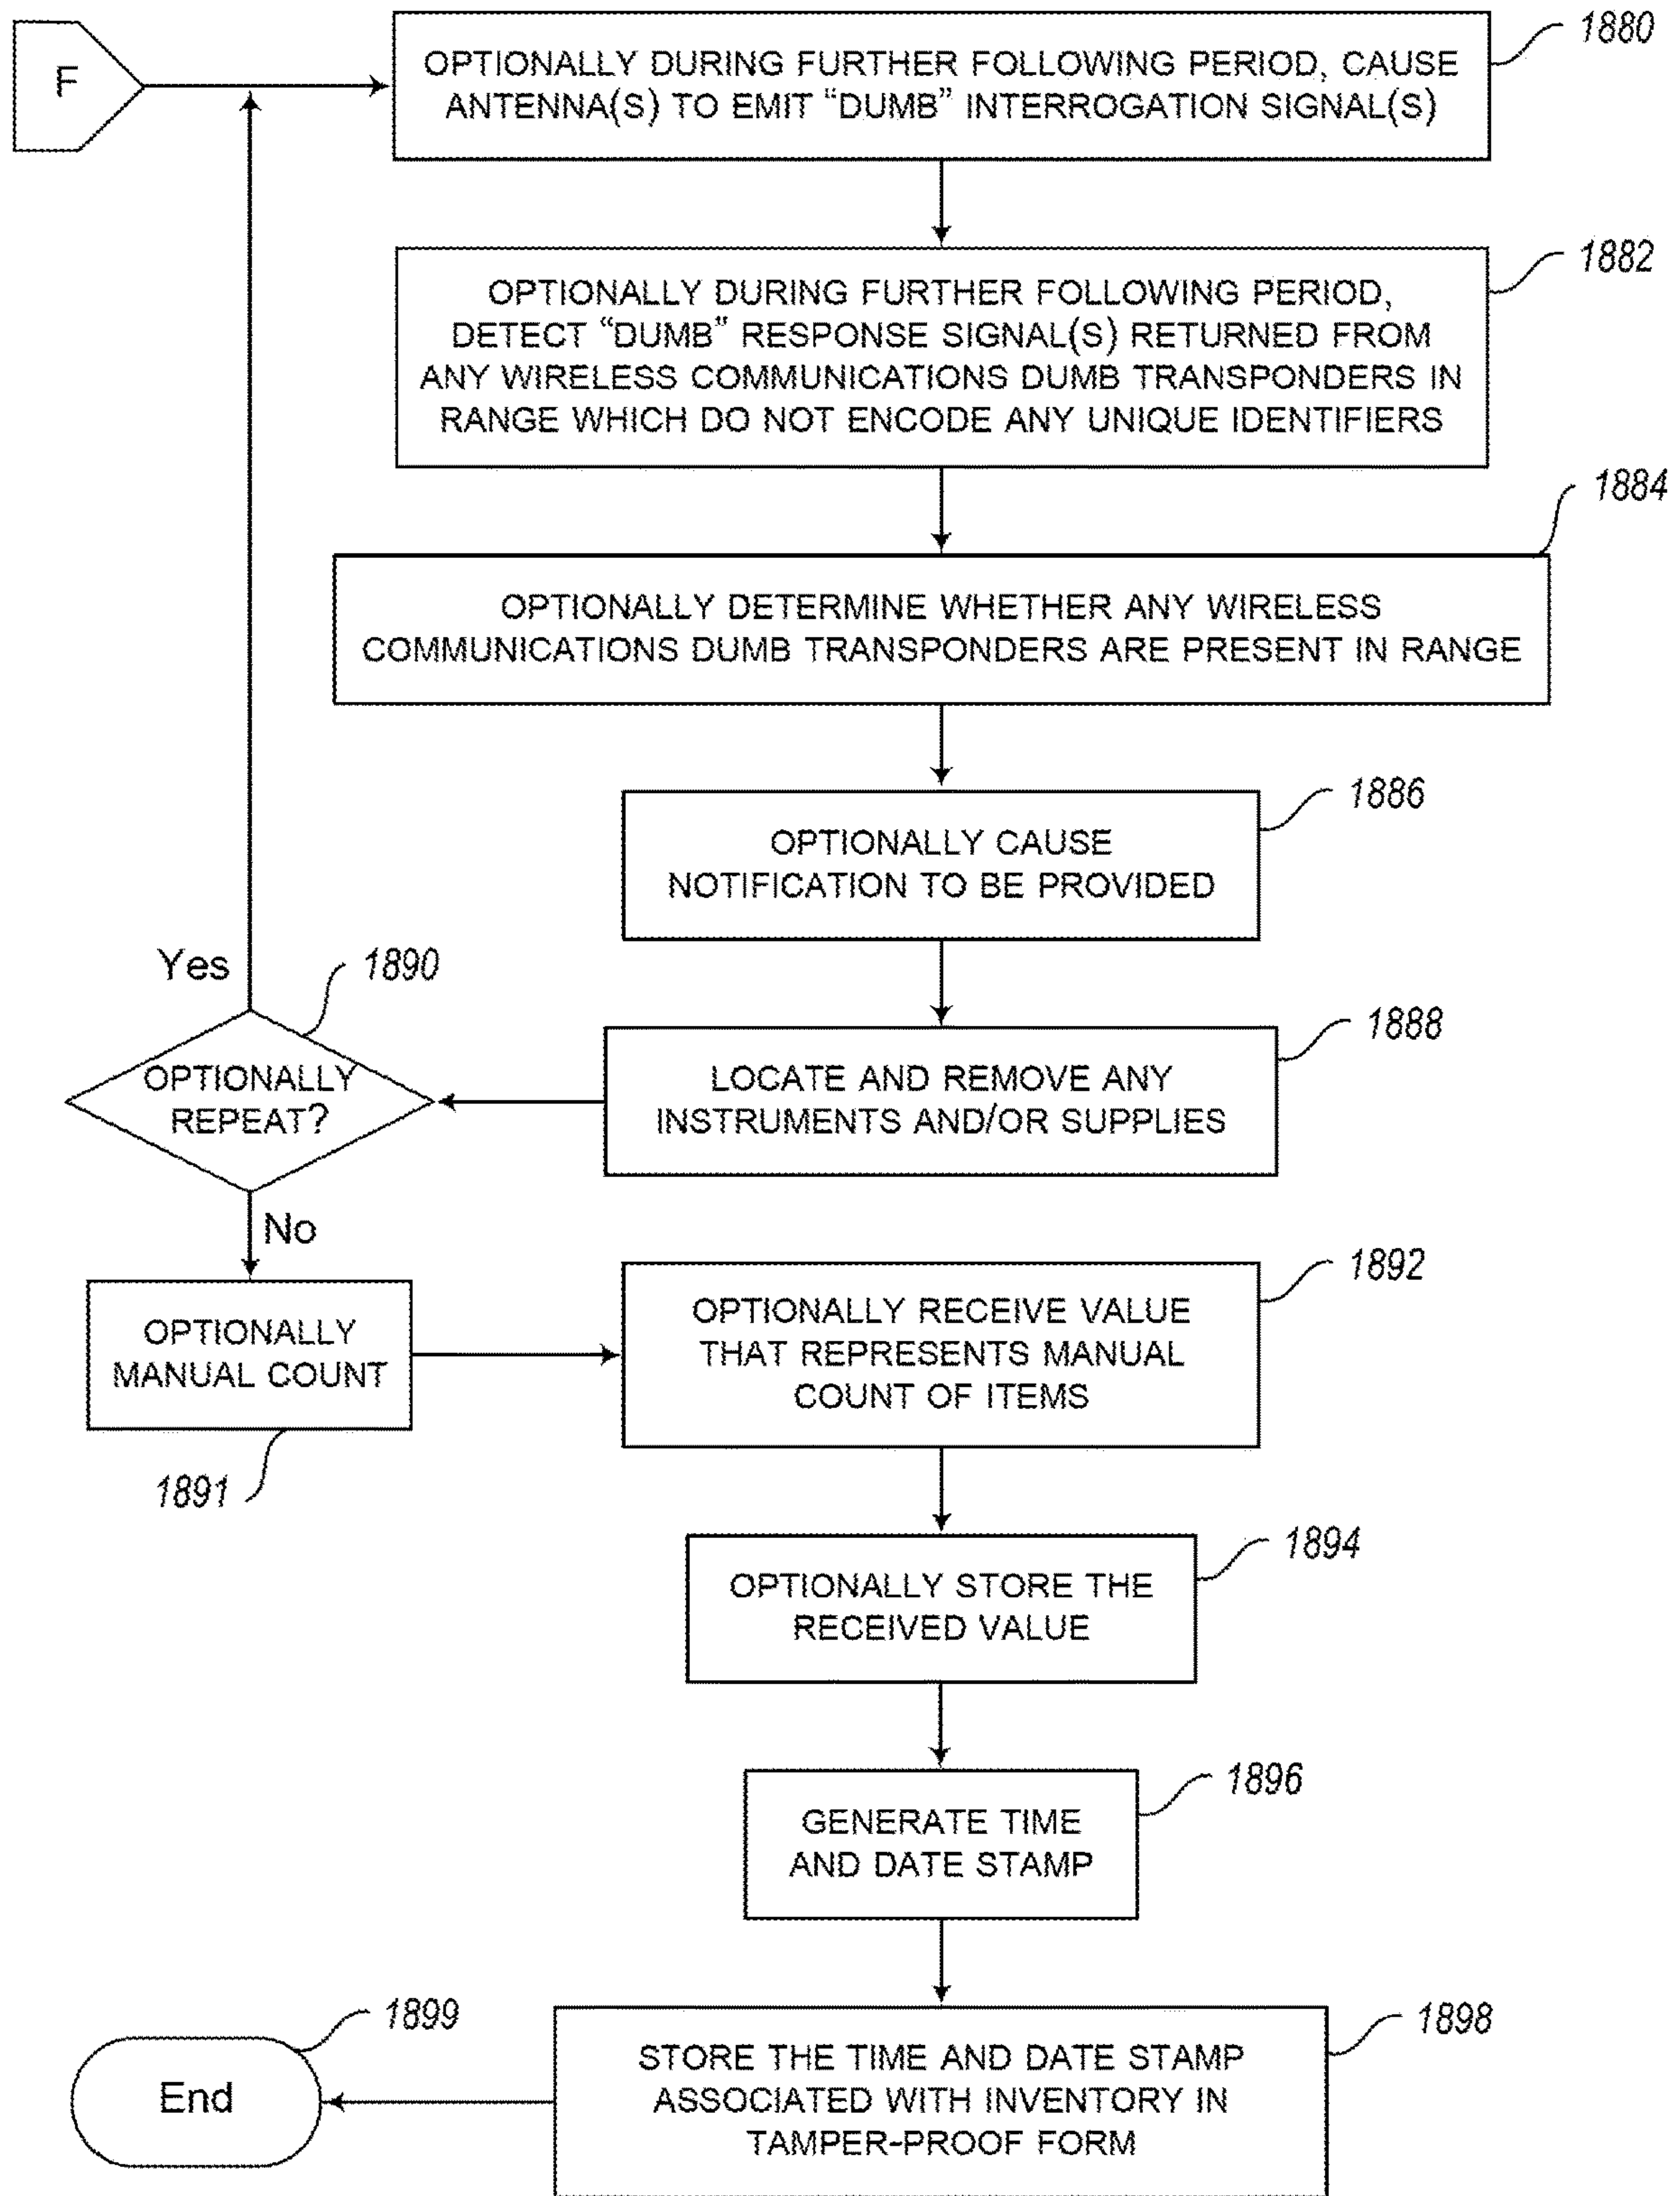 F
1880
OPTIONALLY DURING FURTHER FOLLOWING PERIOD, CAUSE
ANTENNA(S) TO EMIT “DUMB” INTERROGATION SIGNAL(S)
1882
OPTIONALLY DURING FURTHER FOLLOWING PERIOD,
DETECT “DUMB” RESPONSE SIGNAL(S) RETURNED FROM
ANY WIRELESS COMMUNICATIONS DUMB TRANSPONDERS IN
RANGE WHICH DO NOT ENCODE ANY UNIQUE IDENTIFIERS
1884
OPTIONALLY DETERMINE WHETHER ANY WIRELESS
COMMUNICATIONS DUMB TRANSPONDERS ARE PRESENT IN RANGE
1886
OPTIONALLY CAUSE
NOTIFICATION TO BE PROVIDED
1888
LOCATE AND REMOVE ANY
INSTRUMENTS AND/OR SUPPLIES
Yes
1890
OPTIONALLY
REPEAT?
No
OPTIONALLY
MANUAL COUNT
1891
1892
OPTIONALLY RECEIVE VALUE
THAT REPRESENTS MANUAL
COUNT OF ITEMS
1894
OPTIONALLY STORE THE
RECEIVED VALUE
1896
GENERATE TIME
AND DATE STAMP
1898
STORE THE TIME AND DATE STAMP
ASSOCIATED WITH INVENTORY IN
TAMPER-PROOF FORM
1899
End